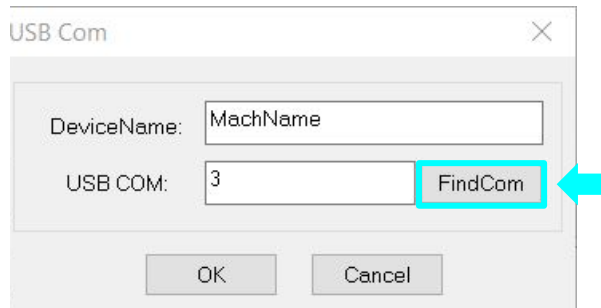 USB Com
DeviceName: MachName
USB COM: 3 FindCom
OK Cancel